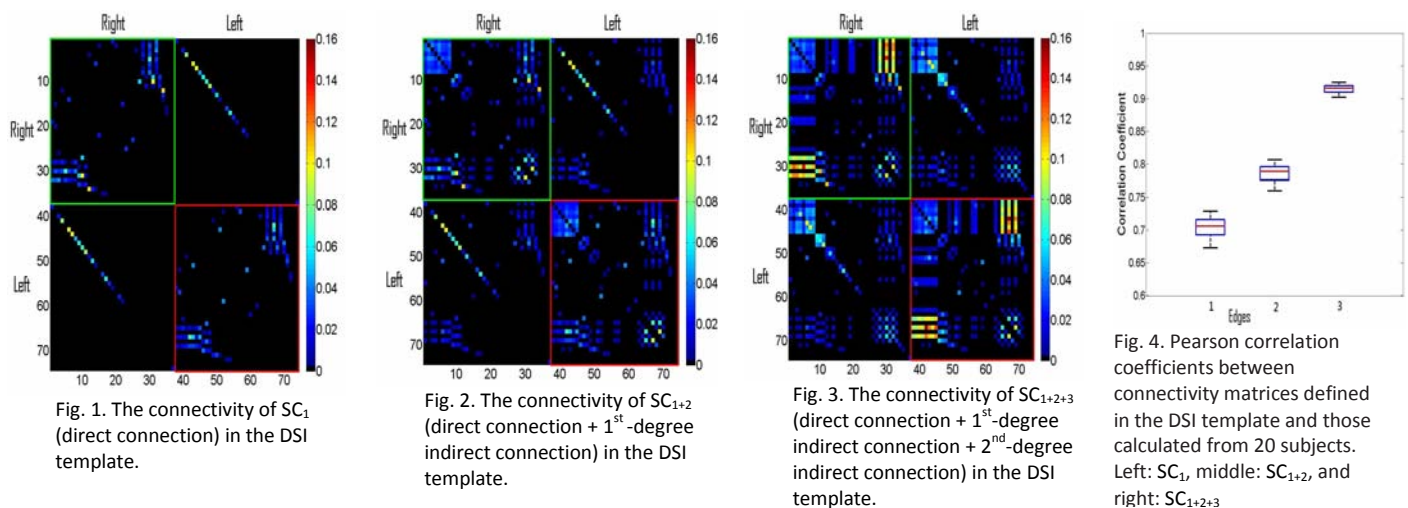 Right Left
0.16
0.14
0.12
0.1
0.08
0.06
0.04
0.02
0
Right
Left
10
20
30
40
50
60
70
10 20 30 40 50 60 70
Fig. 1. The connectivity of SC1
(direct connection) in the DSI
template.
Right Left
0.16
0.14
0.12
0.1
0.08
0.06
0.04
0.02
0
Right
Left
10
20
30
40
50
60
70
10 20 30 40 50 60 70
Fig. 2. The connectivity of SC1+2
(direct connection + 1st -degree
indirect connection) in the DSI
template.
Right Left
0.16
0.14
0.12
0.1
0.08
0.06
0.04
0.02
0
Right
Left
10
20
30
40
50
60
70
10 20 30 40 50 60 70
Fig. 3. The connectivity of SC1+2+3
(direct connection + 1st -degree
indirect connection + 2nd-degree
indirect connection) in the DSI
template.
Correlation Coefficient
1
0.95
0.9
0.85
0.8
0.75
0.7
0.65
0.6
1 2 3
Edges
Fig. 4. Pearson correlation
coefficients between
connectivity matrices defined
in the DSI template and those
calculated from 20 subjects.
Left: SC1, middle: SC1+2, and
right: SC1+2+3